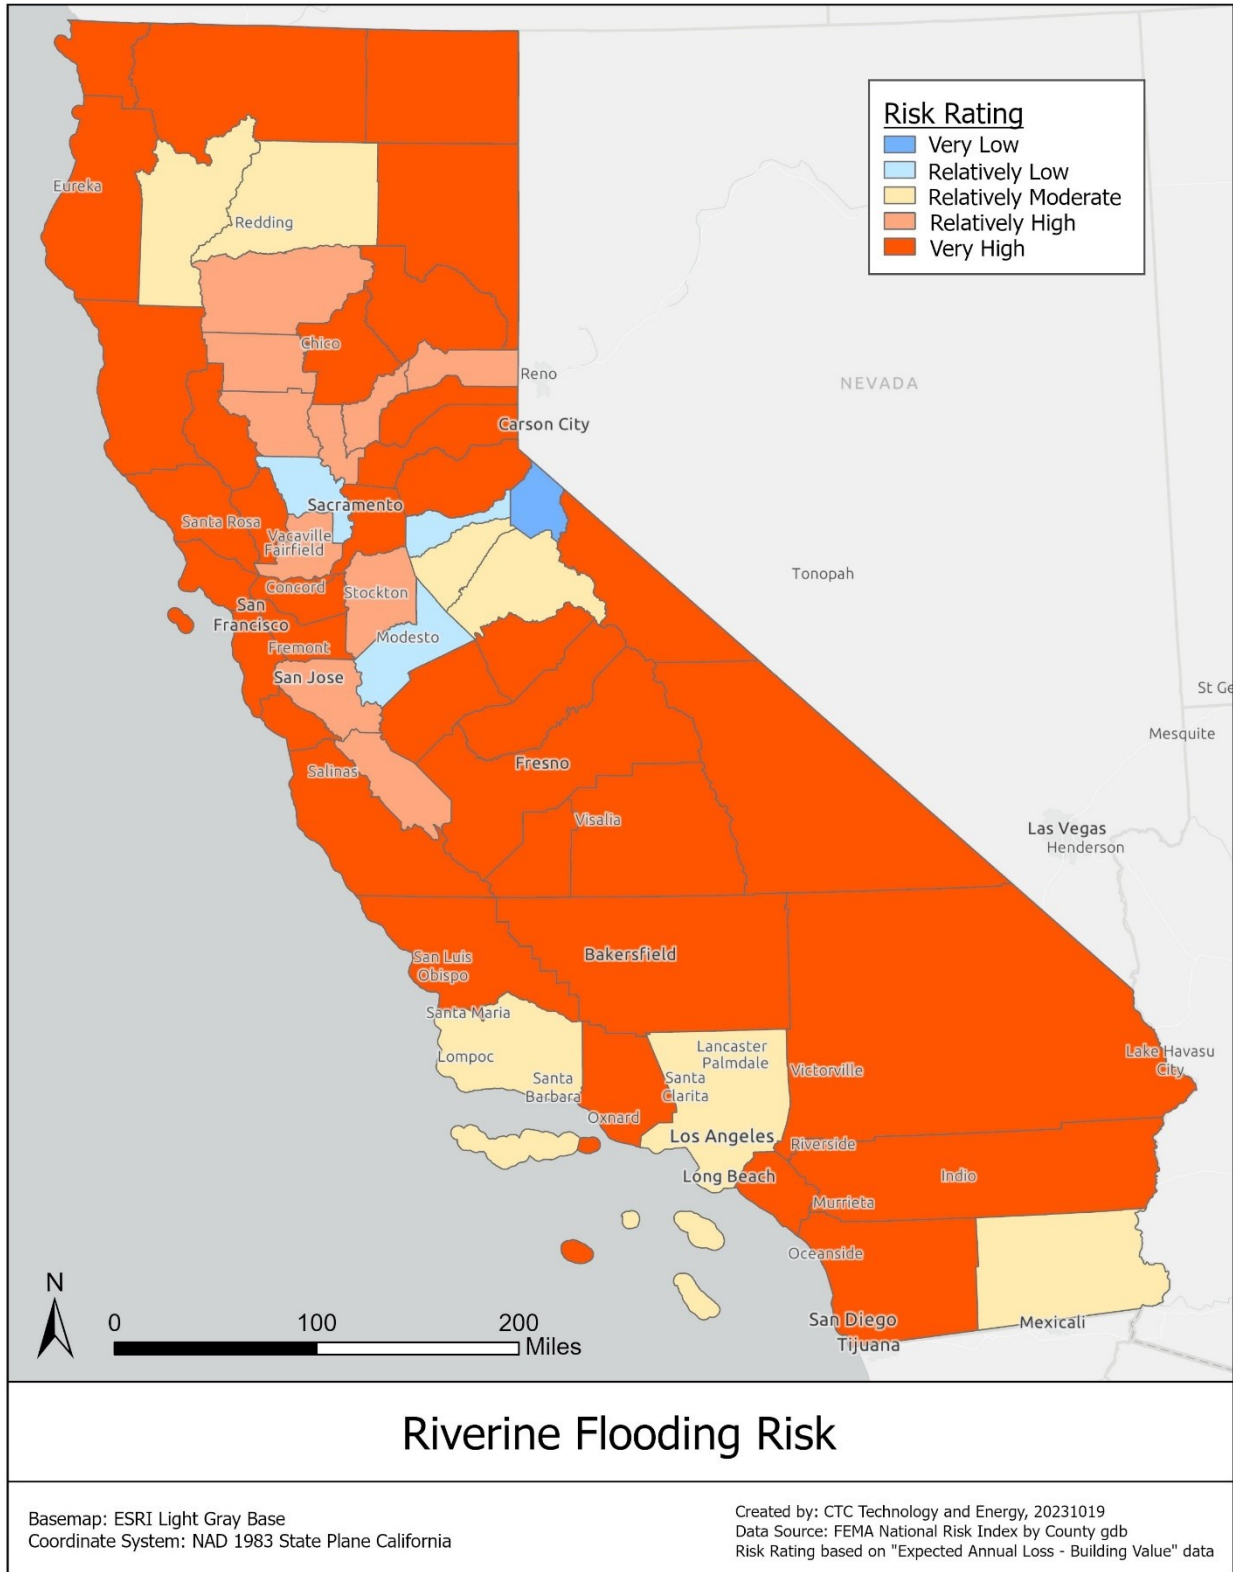 Risk Rating
Very Low
Relatively Low
Relatively Moderate
Relatively High
Very High
Eureka
Redding
Chico
Reno
NEVADA
Carson City
Santa Rosa
Sacramento
Vacaville
Fairfield
Concord
Stockton
Tonopah
San
Francisco
Fremont
Modesto
San Jose
St Ge
Mesquite
Salinas
Fresno
Visalia
Las Vegas
Henderson
San Luis
Obispo
Bakersfield
Santa Maria
Lompoc
Santa
Barbara
Lancaster
Palmdale
Santa
Clarita
Victorville
Lake Havasu
City
Oxnard
Los Angeles
Riverside
Long Beach
Indio
Murrieta
Oceanside
San Diego
Tijuana
Mexicali
N
0 100 200
Miles
Riverine Flooding Risk
Basemap: ESRI Light Gray Base
Coordinate System: NAD 1983 State Plane California
Created by: CTC Technology and Energy, 20231019
Data Source: FEMA National Risk Index by County gdb
Risk Rating based on "Expected Annual Loss - Building Value" data